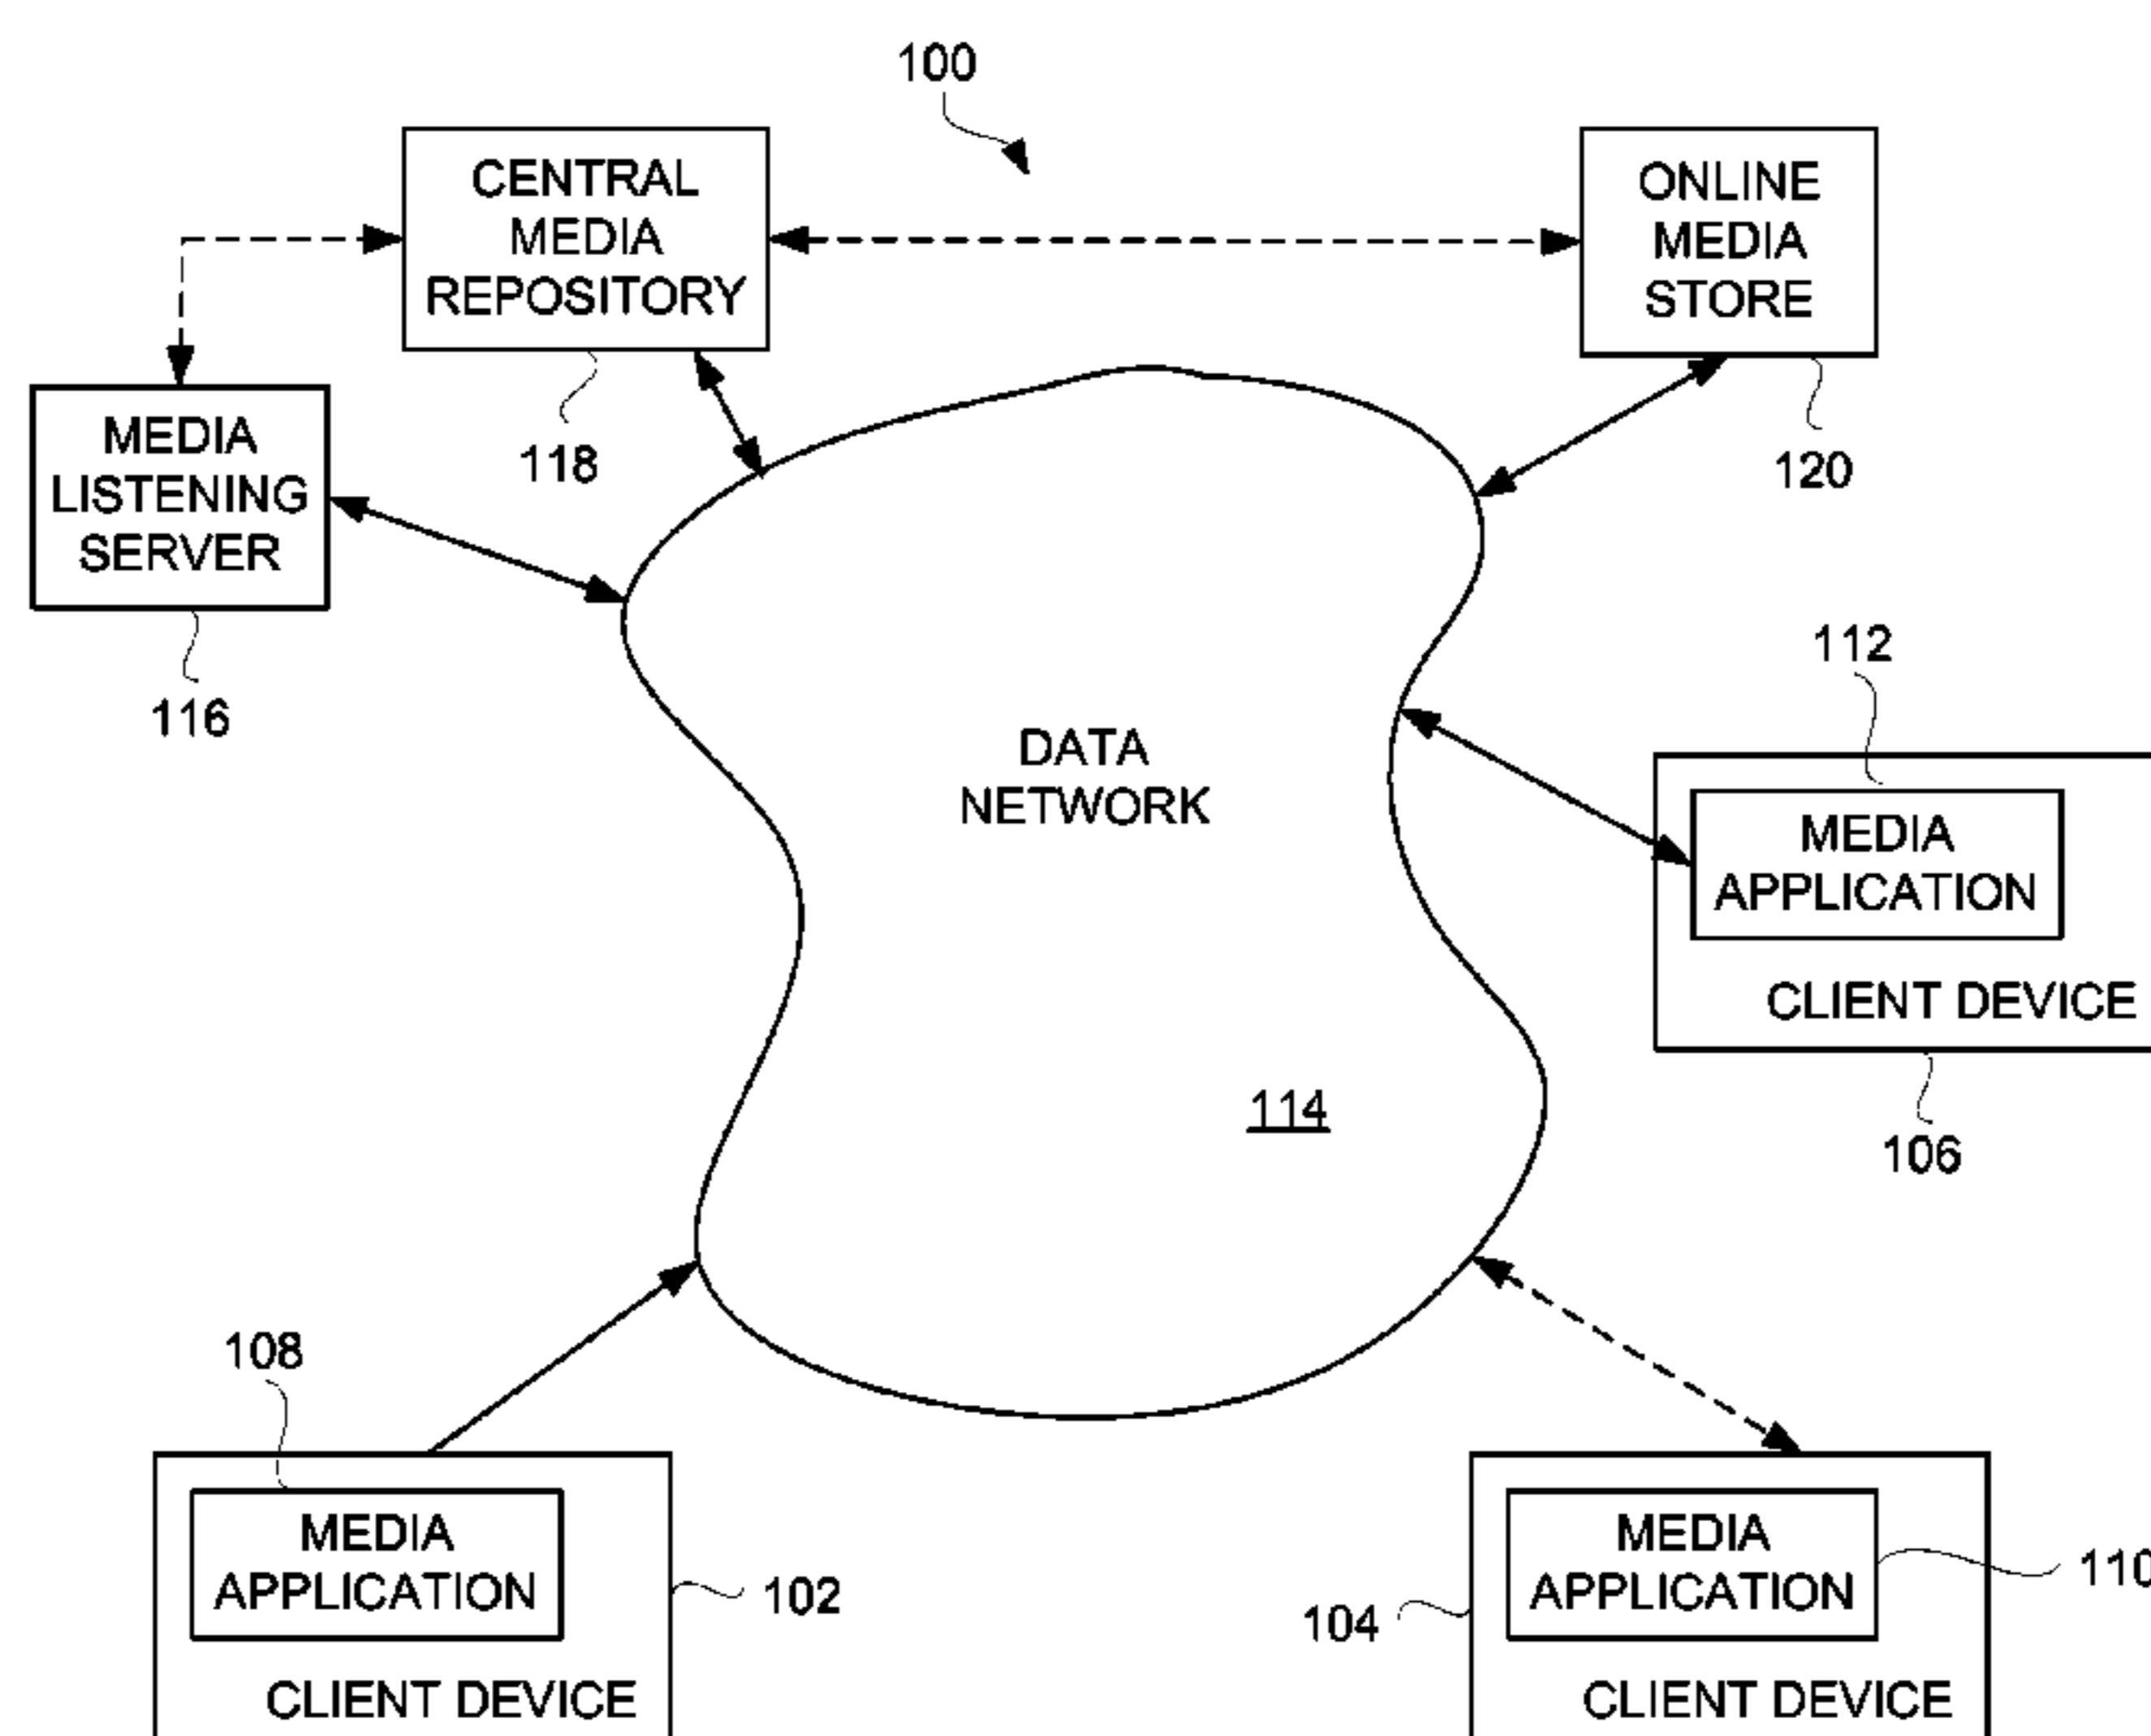 100
CENTRAL
MEDIA
REPOSITORY
ONLINE
MEDIA
STORE
MEDIA
LISTENING
SERVER
118
120
116
112
DATA
NETWORK
MEDIA
APPLICATION
CLIENT DEVICE
114
106
108
MEDIA
APPLICATION
CLIENT DEVICE
102
104
MEDIA
APPLICATION
CLIENT DEVICE
110